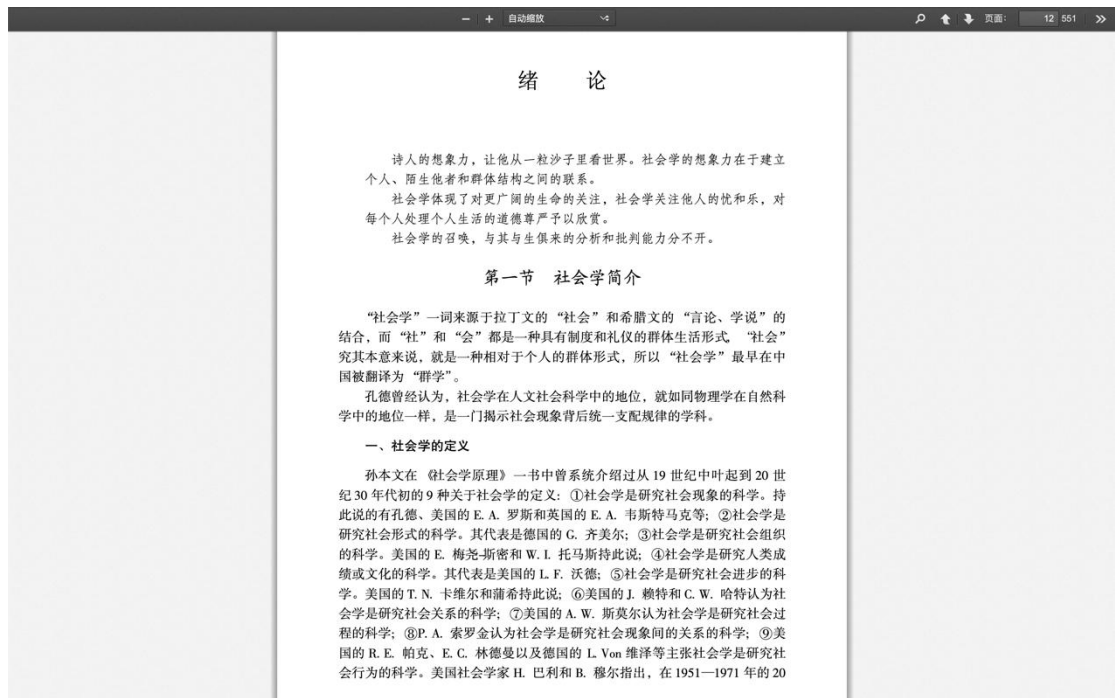 自动缩放
页面： 12 551
绪 论
诗人的想象力，让他从一粒沙子里看世界。社会学的想象力在于建立
个人、陌生他者和群体结构之间的联系。
社会学体现了对更广阔的生命的关注，社会学关注他人的忧和乐，对
每个人处理个人生活的道德尊严予以欣赏。
社会学的召唤，与其与生俱来的分析和批判能力分不开。
第一节 社会学简介
“社会学”一词来源于拉丁文的“社会”和希腊文的“言论、学说”的
结合，而“社”和“会”都是一种具有制度和礼仪的群体生活形式，“社会”
究其本意来说，就是一种相对于个人的群体形式，所以“社会学”最早在中
国被翻译为“群学”。
孔德曾经认为，社会学在人文社会科学中的地位，就如同物理学在自然科
学中的地位一样，是一门揭示社会现象背后统一支配规律的学科。
一、社会学的定义
孙本文在《社会学原理》一书中曾系统介绍过从 19 世纪中叶起到 20 世
纪 30 年代初的 9 种关于社会学的定义：①社会学是研究社会现象的科学。持
此说的有孔德、美国的 E. A. 罗斯和英国的 E. A. 韦斯特马克等；②社会学是
研究社会形式的科学。其代表是德国的 G. 齐美尔；③社会学是研究社会组织
的科学。美国的 E. 梅尧-斯密和 W. I. 托马斯持此说；④社会学是研究人类成
绩或文化的科学。其代表是美国的 L. F. 沃德；⑤社会学是研究社会进步的科
学。美国的 T. N. 卡维尔和蒲希持此说；⑥美国的 J. 赖特和 C. W. 哈特认为社
会学是研究社会关系的科学；⑦美国的 A. W. 斯莫尔认为社会学是研究社会过
程的科学；⑧P. A. 索罗金认为社会学是研究社会现象间的关系的科学；⑨美
国的 R. E. 帕克、E. C. 林德曼以及德国的 L. Von 维泽等主张社会学是研究社
会行为的科学。美国社会学家 H. 巴利和 B. 穆尔指出，在 1951—1971 年的 20